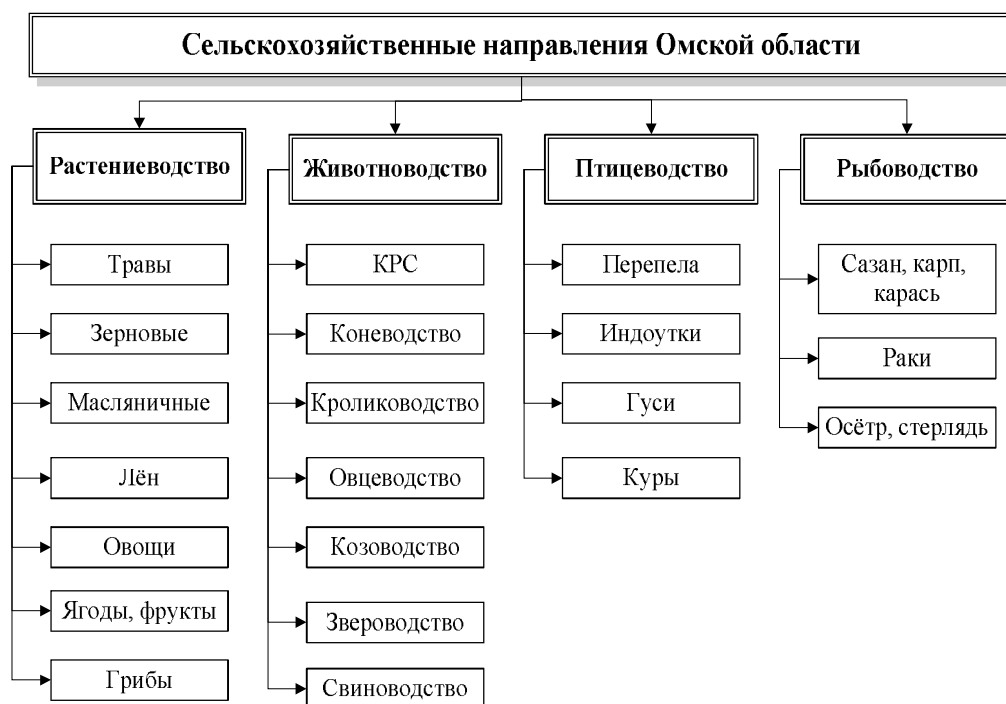 Сельскохозяйственные направления Омской области
Растениеводство
Животноводство
Птицеводство
Рыбоводство
Травы
Зерновые
Масляничные
Лён
Овощи
Ягоды, фрукты
Грибы
КРС
Коневодство
Кролиководство
Овцеводство
Козоводство
Звероводство
Свиноводство
Перепела
Индоутки
Гуси
Куры
Сазан, карп,
карась
Раки
Осётр, стерлядь